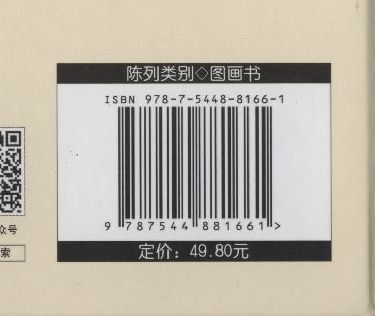 陈列类别◇图画书
ISBN 978-7-5448-8166-1
9 787544 881661 >
众号
索
定价：49.80元